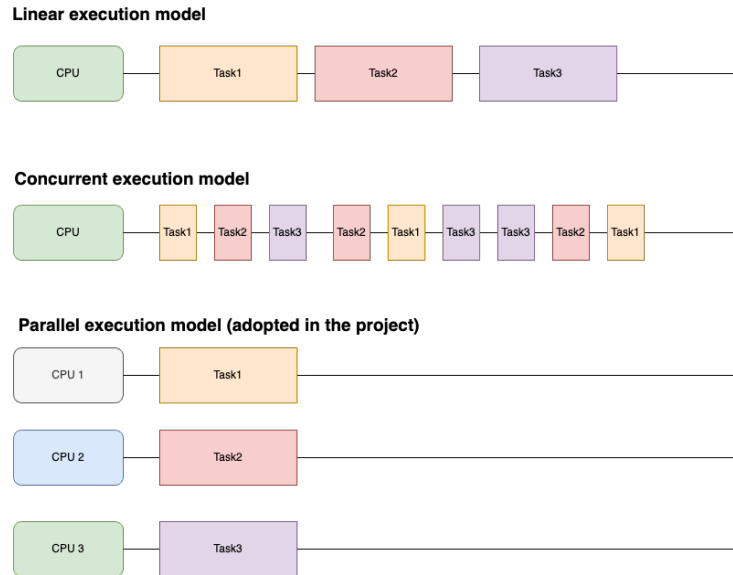 Linear execution model
CPU Task1 Task2 Task3
Concurrent execution model
CPU Task1 Task2 Task3 Task2 Task1 Task3 Task3 Task2 Task1
Parallel execution model (adopted in the project)
CPU 1 Task1
CPU 2 Task2
CPU 3 Task3